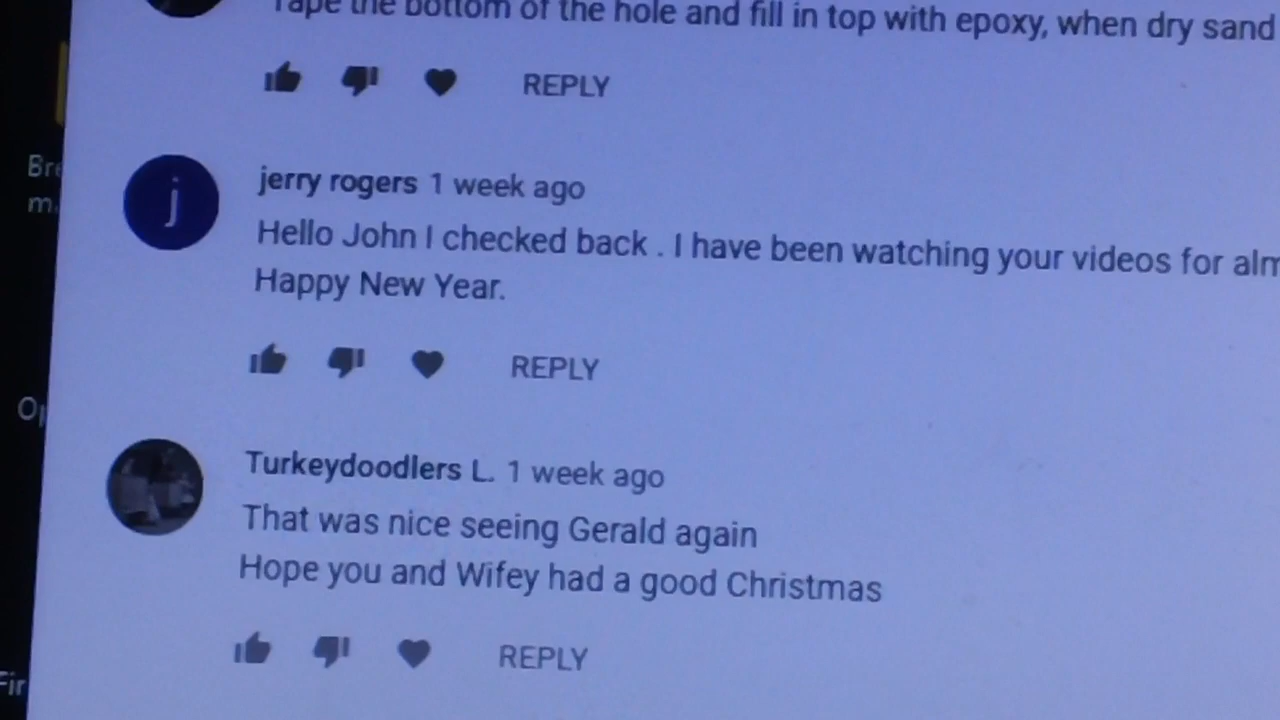 Tape the bottom of the hole and fill in top with epoxy, when dry sand
REPLY
jerry rogers 1 week ago
j
Hello John I checked back . I have been watching your videos for
Happy New Year.
REPLY
Turkeydoodlers L. 1 week ago
That was nice seeing Gerald again
Hope you and Wifey had a good Christmas
REPLY